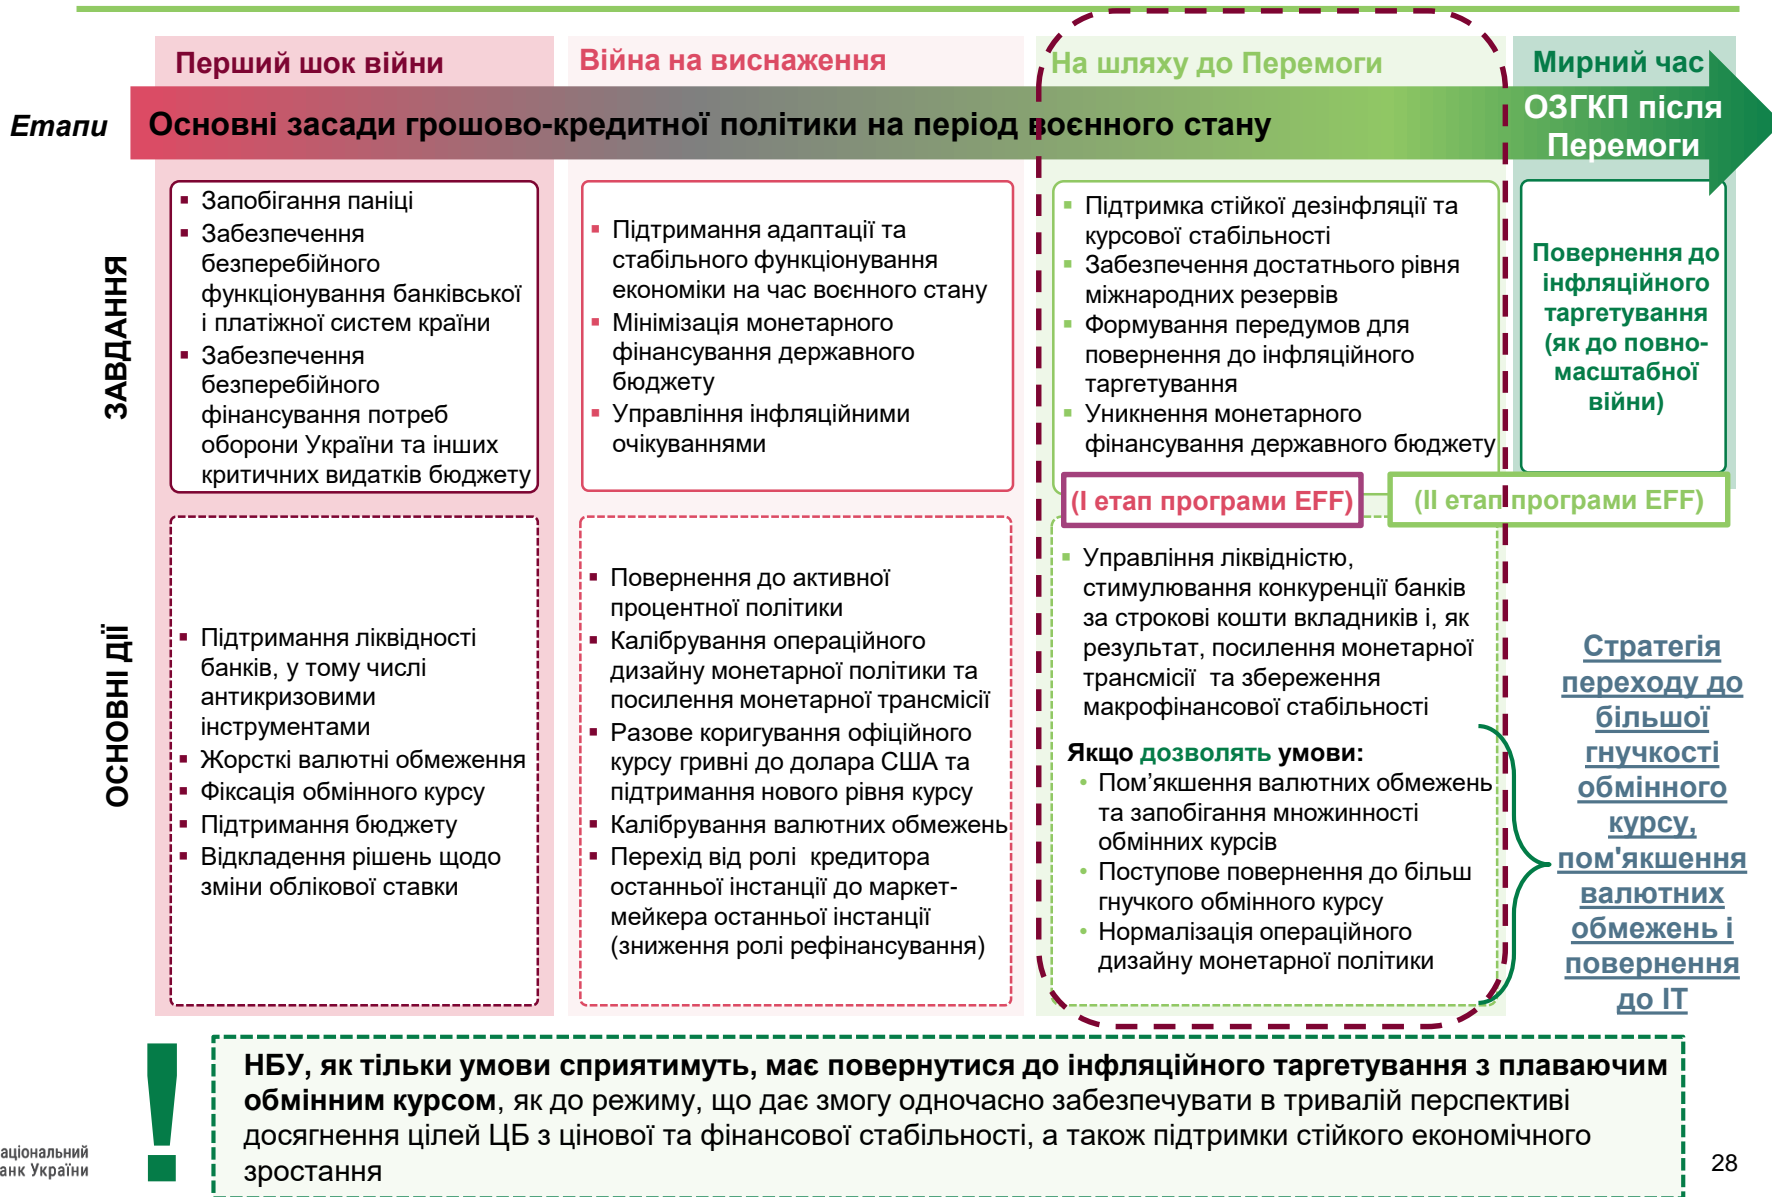 Перший шок війни
Війна на виснаження
На шляху до Перемоги
Мирний час
Етапи
Основні засади грошово-кредитної політики на період воєнного стану
ОЗГКП після
Перемоги
ЗАВДАННЯ
▪ Запобігання паніці
▪ Забезпечення
безперебійного
функціонування банківської
і платіжної систем країни
▪ Забезпечення
безперебійного
фінансування потреб
оборони України та інших
критичних видатків бюджету
▪ Підтримання адаптації та
стабільного функціонування
економіки на час воєнного стану
▪ Мінімізація монетарного
фінансування державного
бюджету
▪ Управління інфляційними
очікуваннями
▪ Підтримка стійкої дезінфляції та
курсової стабільності
▪ Забезпечення достатнього рівня
міжнародних резервів
▪ Формування передумов для
повернення до інфляційного
таргетування
▪ Уникнення монетарного
фінансування державного бюджету
Повернення до
інфляційного
таргетування
(як до повно-
масштабної
війни)
(І етап програми EFF)
(ІІ етап програми EFF)
ОСНОВНІ ДІЇ
▪ Підтримання ліквідності
банків, у тому числі
антикризовими
інструментами
▪ Жорсткі валютні обмеження
▪ Фіксація обмінного курсу
▪ Підтримання бюджету
▪ Відкладення рішень щодо
зміни облікової ставки
▪ Повернення до активної
процентної політики
▪ Калібрування операційного
дизайну монетарної політики та
посилення монетарної трансмісії
▪ Разове коригування офіційного
курсу гривні до долара США та
підтримання нового рівня курсу
▪ Калібрування валютних обмежень
▪ Перехід від ролі кредитора
останньої інстанції до маркет-
мейкера останньої інстанції
(зниження ролі рефінансування)
▪ Управління ліквідністю,
стимулювання конкуренції банків
за строкові кошти вкладників і, як
результат, посилення монетарної
трансмісії та збереження
макрофінансової стабільності
Якщо дозволять умови:
• Пом’якшення валютних обмежень
та запобігання множинності
обмінних курсів
• Поступове повернення до більш
гнучкого обмінного курсу
• Нормалізація операційного
дизайну монетарної політики
Стратегія
переходу до
більшої
гнучкості
обмінного
курсу,
пом'якшення
валютних
обмежень і
повернення
до ІТ
!
НБУ, як тільки умови сприятимуть, має повернутися до інфляційного таргетування з плаваючим
обмінним курсом, як до режиму, що дає змогу одночасно забезпечувати в тривалій перспективі
досягнення цілей ЦБ з цінової та фінансової стабільності, а також підтримки стійкого економічного
зростання
аціональний
анк України
28